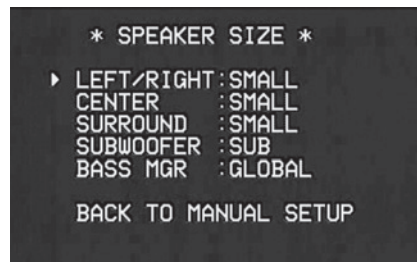 * SPEAKER SIZE *
LEFT/RIGHT:SMALL
CENTER :SMALL
SURROUND :SMALL
SUBWOOFER :SUB
BASS MGR :GLOBAL
BACK TO MANUAL SETUP